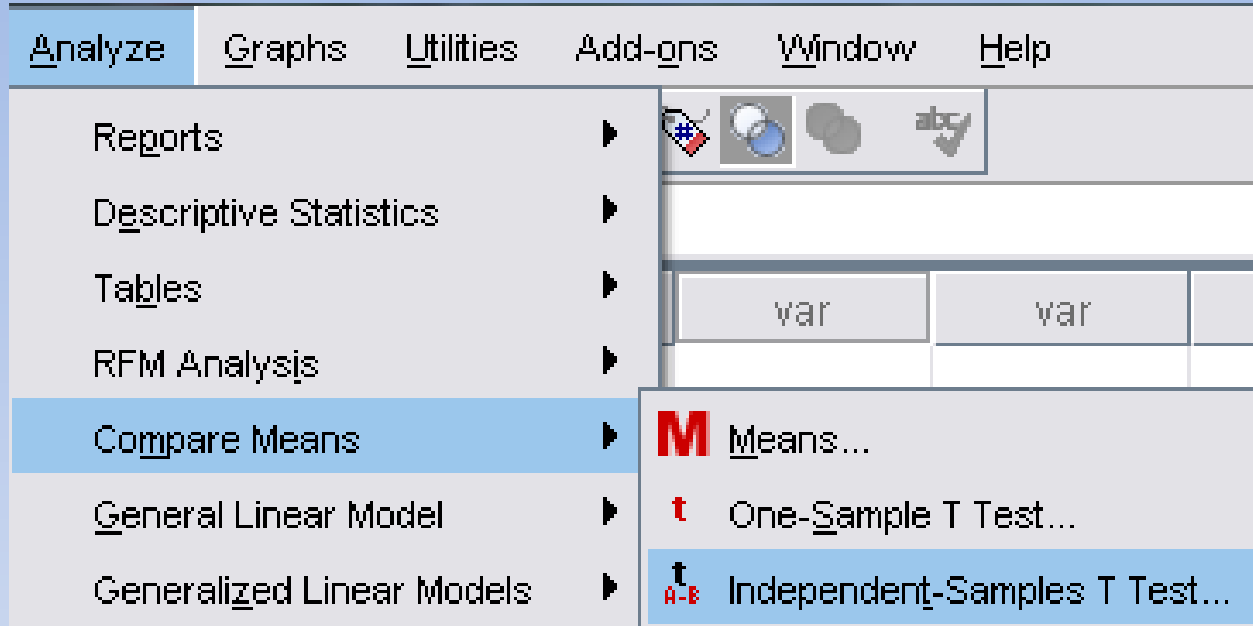 Analyze Graphs Utilities Add-ons Window Help
abc
Reports
Descriptive Statistics
Tables
var var
RFM Analysis
Compare Means
M Means...
General Linear Model
t One-Sample T Test...
Generalized Linear Models
t A-B Independent-Samples T Test...